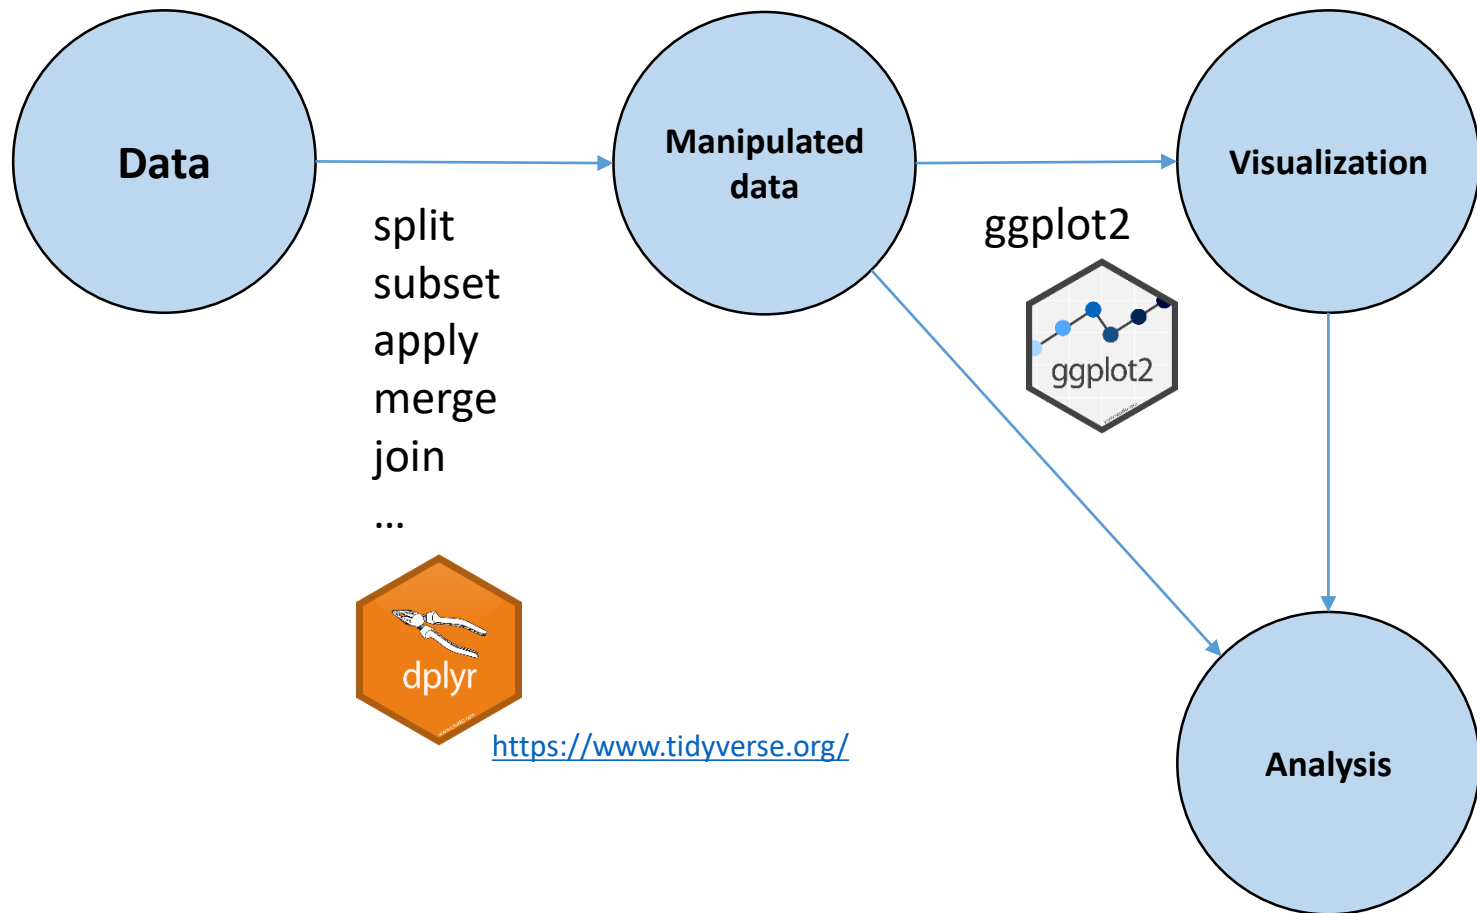 Data
split
subset
apply
merge
join
...
dplyr
https://www.tidyverse.org/
Manipulated
data
ggplot2
ggplot2
Visualization
Analysis